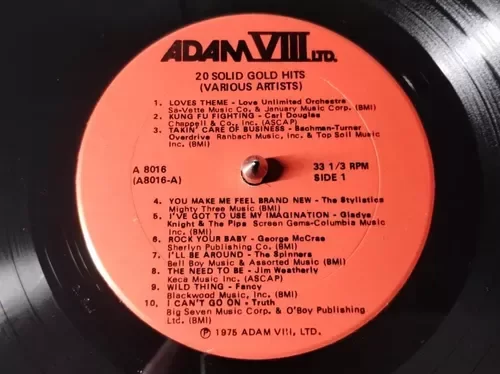 ADAM VIII LTD.
20 SOLID GOLD HITS
(VARIOUS ARTISTS)
1. LOVES THEME - Love Unlimited Orchestra
Sa-Vette Music Co. & January Music Corp. (BMI)
2. KUNG FU FIGHTING - Carl Douglas
Chappell & Co., Inc. (ASCAP)
3. TAKIN' CARE OF BUSINESS - Bachman-Turner
Overdrive Ranbach Music, Inc. & Top Soil Music
Inc. (BMI)
A 8016
(A8016-A)
33 1/3 RPM
SIDE 1
4. YOU MAKE ME FEEL BRAND NEW - The Stylistics
Mighty Three Music (BMI)
5. I'VE GOT TO USE MY IMAGINATION - Gladys
Knight & The Pips Screen Gems-Columbia Music
Inc. (BMI)
6. ROCK YOUR BABY - George McCrae
Sherlyn Publishing Co. (BMI)
7. I'LL BE AROUND - The Spinners
Bell Boy Music & Assorted Music (BMI)
8. THE NEED TO BE - Jim Weatherly
Keca Music Inc. (ASCAP)
9. WILD THING - Fancy
Blackwood Music, Inc. (BMI)
10. I CAN'T GO ON - Truth
Big Seven Music Corp. & O'Boy Publishing
Ltd. (BMI)
Ⓟ 1975 ADAM VIII, LTD.